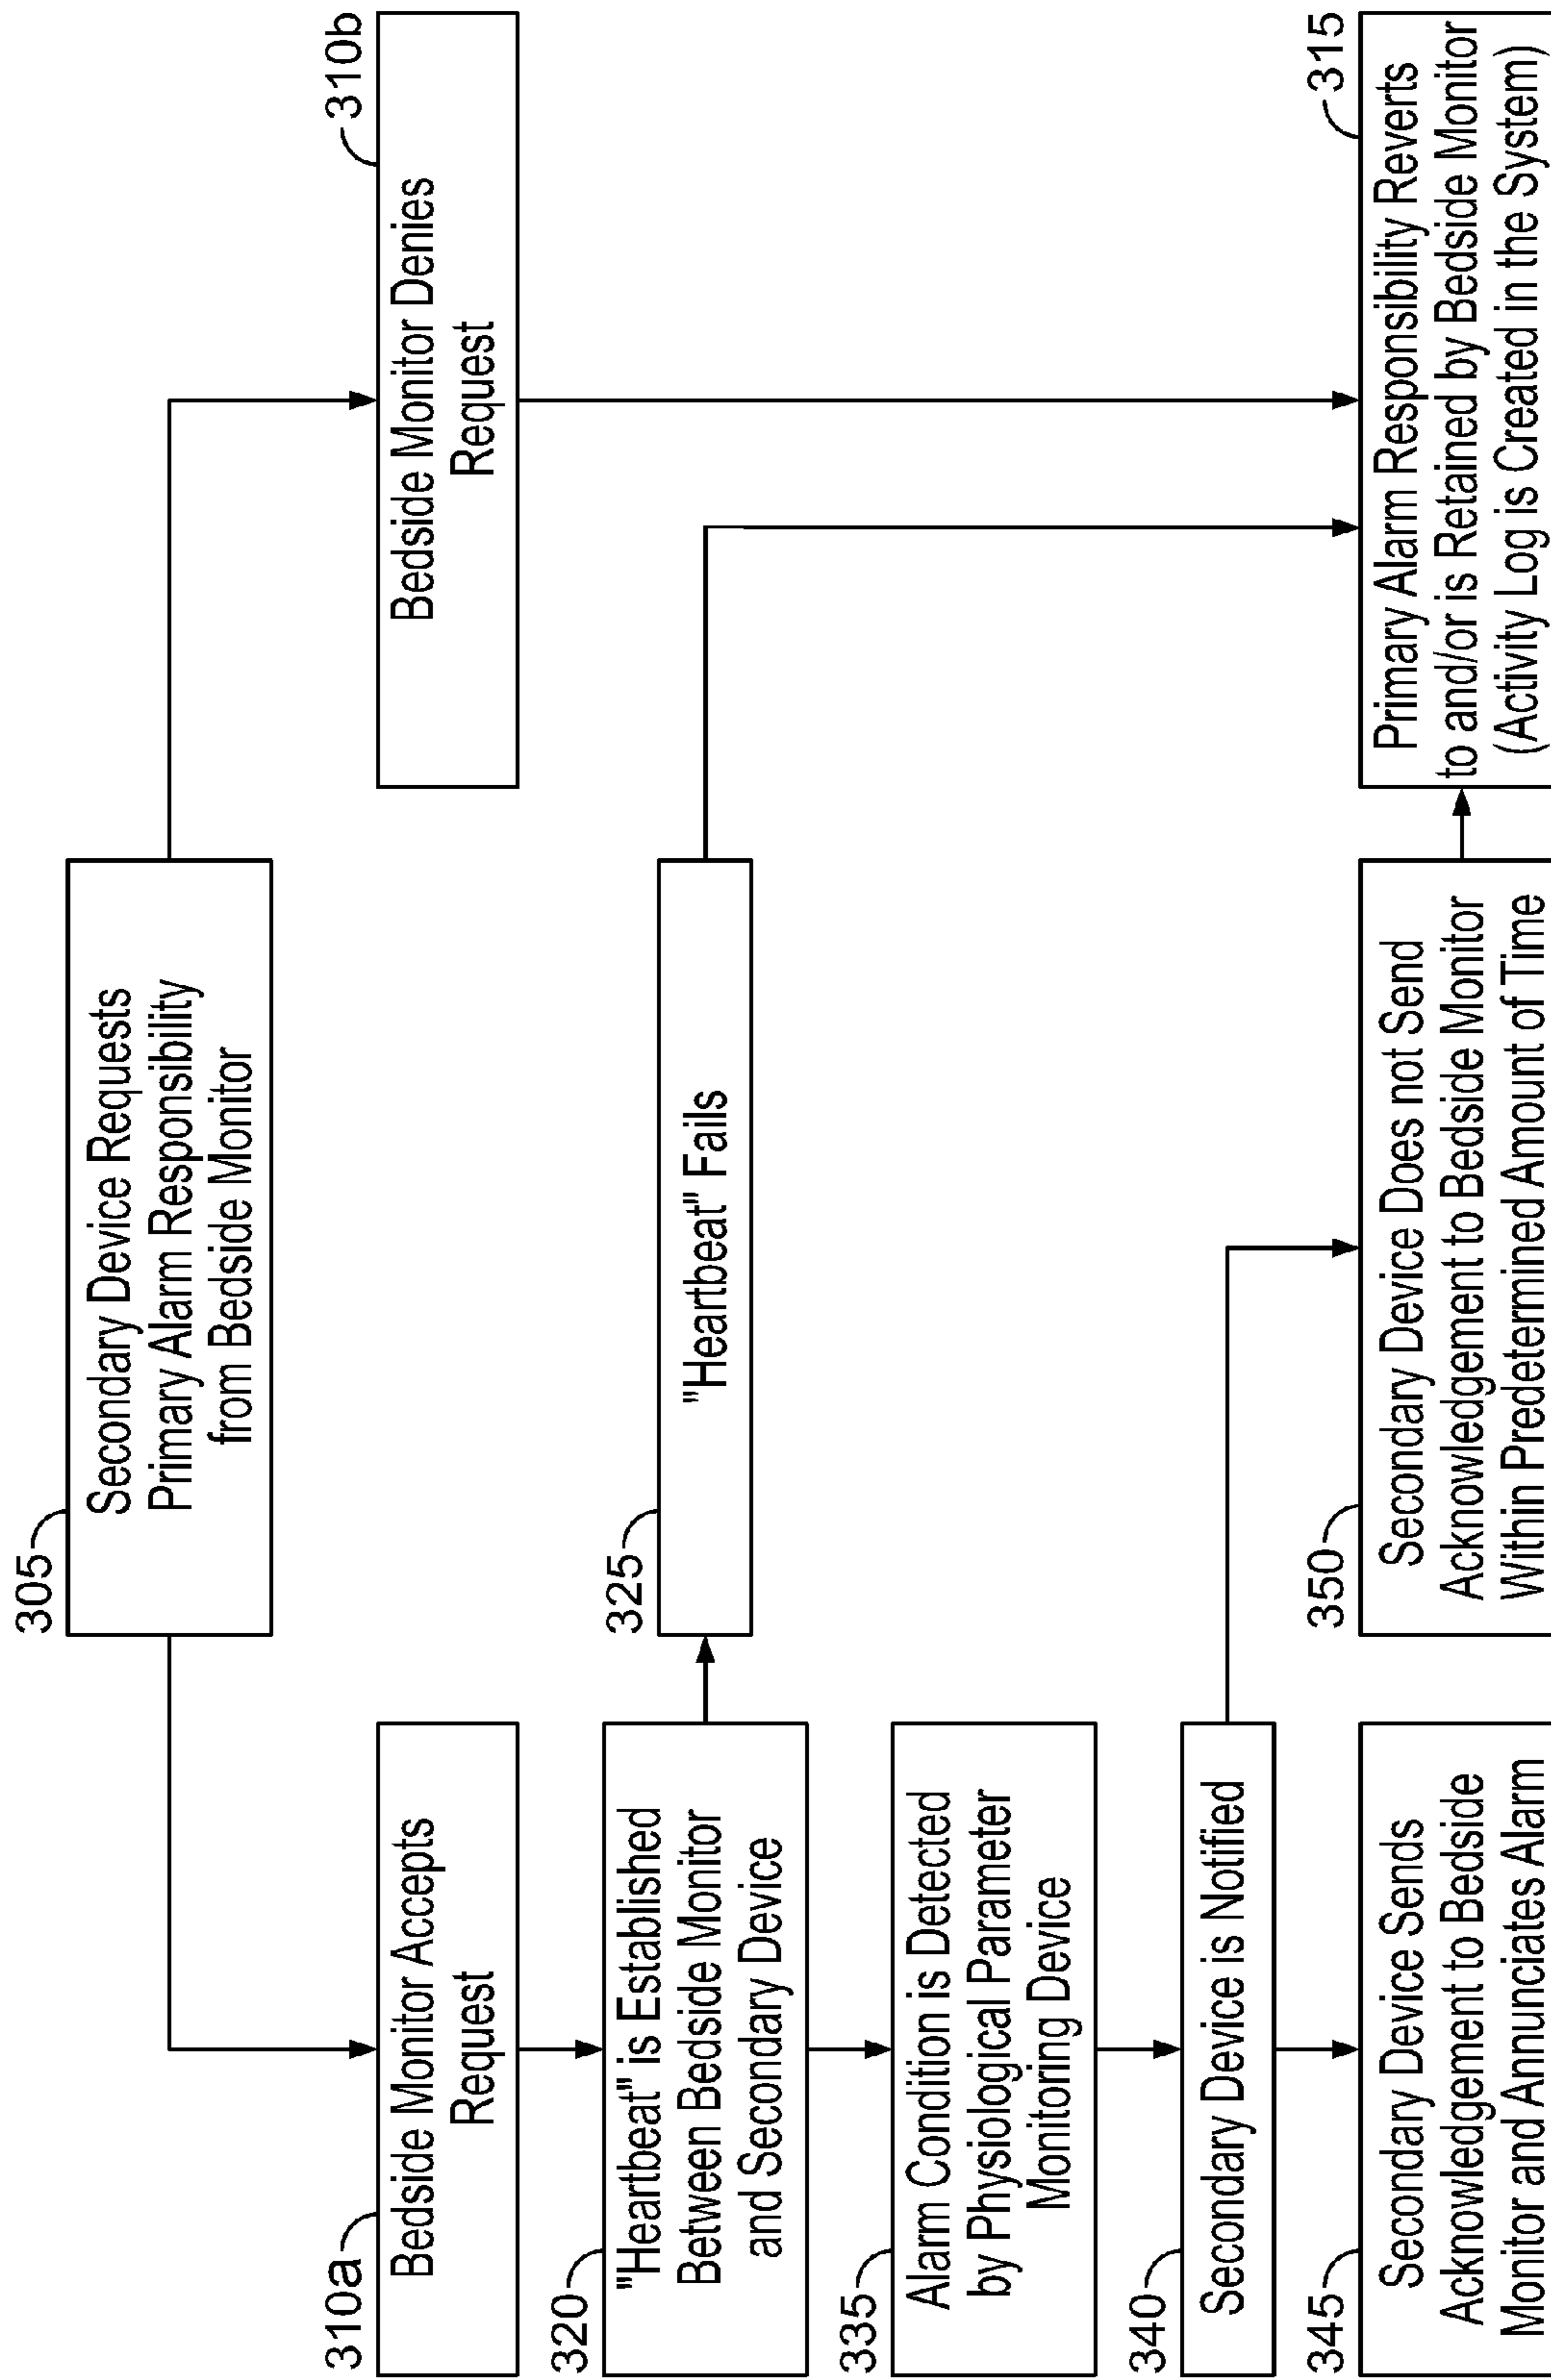 305
Secondary Device Requests
Primary Alarm Responsibility
from Bedside Monitor
310a
Bedside Monitor Accepts
Request
310b
Bedside Monitor Denies
Request
320
"Heartbeat" is Established
Between Bedside Monitor
and Secondary Device
325
"Heartbeat" Fails
335
Alarm Condition is Detected
by Physiological Parameter
Monitoring Device
340
Secondary Device is Notified
345
Secondary Device Sends
Acknowledgement to Bedside
Monitor and Annunciates Alarm
350
Secondary Device Does not Send
Acknowledgement to Bedside Monitor
Within Predetermined Amount of Time
315
Primary Alarm Responsibility Reverts
to and/or is Retained by Bedside Monitor
(Activity Log is Created in the System)